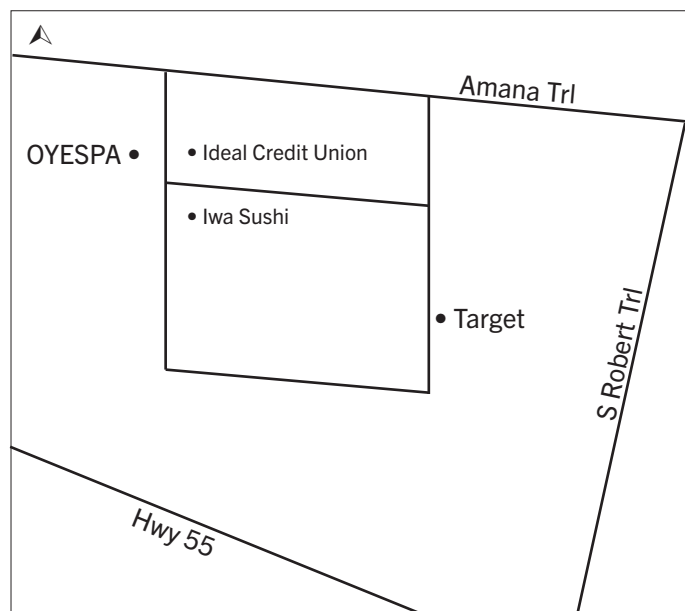 Amana Trl
OYESPA
Ideal Credit Union
Iwa Sushi
Target
S Robert Trl
Hwy 55